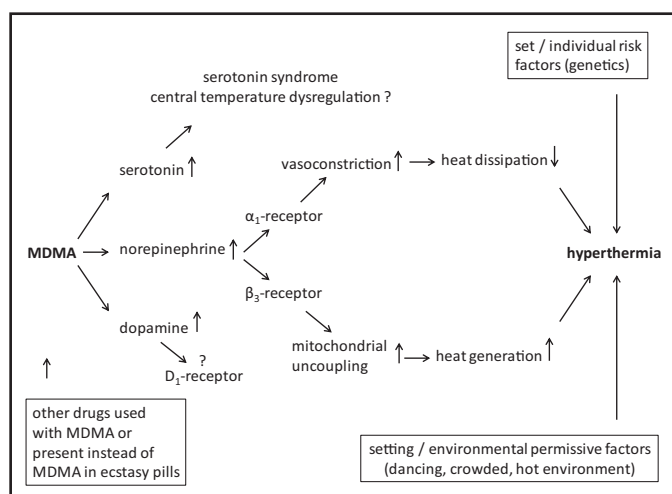 set / individual risk
factors (genetics)
serotonin syndrome
central temperature dysregulation ?
serotonin ↑
vasoconstriction ↑ → heat dissipation ↓
α₁-receptor
MDMA → norepinephrine ↑
hyperthermia
β₃-receptor
dopamine ↑
mitochondrial
uncoupling ↑ → heat generation ↑
?
D₁-receptor
↑
other drugs used
with MDMA or
present instead of
MDMA in ecstasy pills
setting / environmental permissive factors
(dancing, crowded, hot environment)